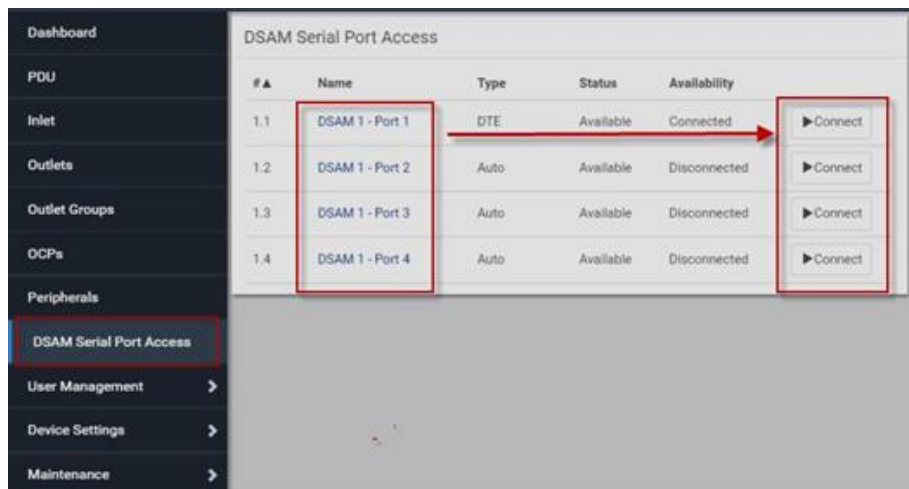 Dashboard
PDU
Inlet
Outlets
Outlet Groups
OCPs
Peripherals
DSAM Serial Port Access
User Management
Device Settings
Maintenance
DSAM Serial Port Access
# Name Type Status Availability
1.1 DSAM 1 - Port 1 DTE Available Connected Connect
1.2 DSAM 1 - Port 2 Auto Available Disconnected Connect
1.3 DSAM 1 - Port 3 Auto Available Disconnected Connect
1.4 DSAM 1 - Port 4 Auto Available Disconnected Connect